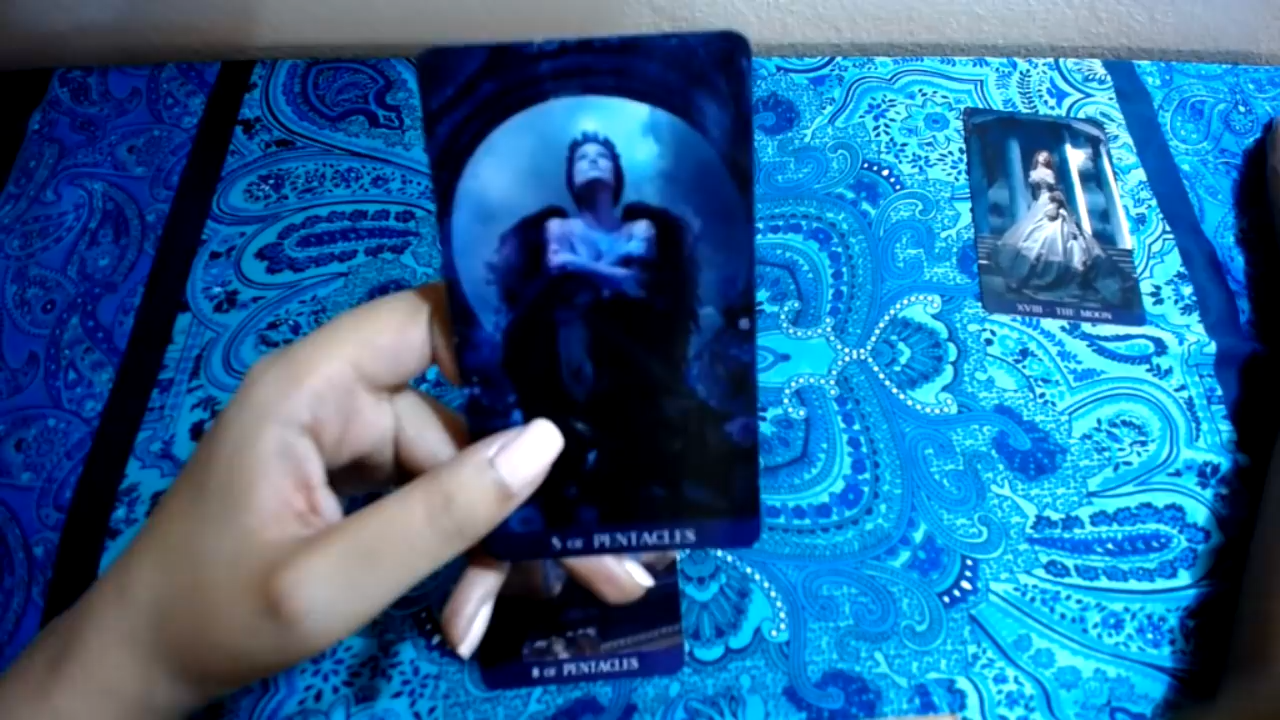 XVIII · THE MOON
5 OF PENTACLES
8 OF PENTACLES